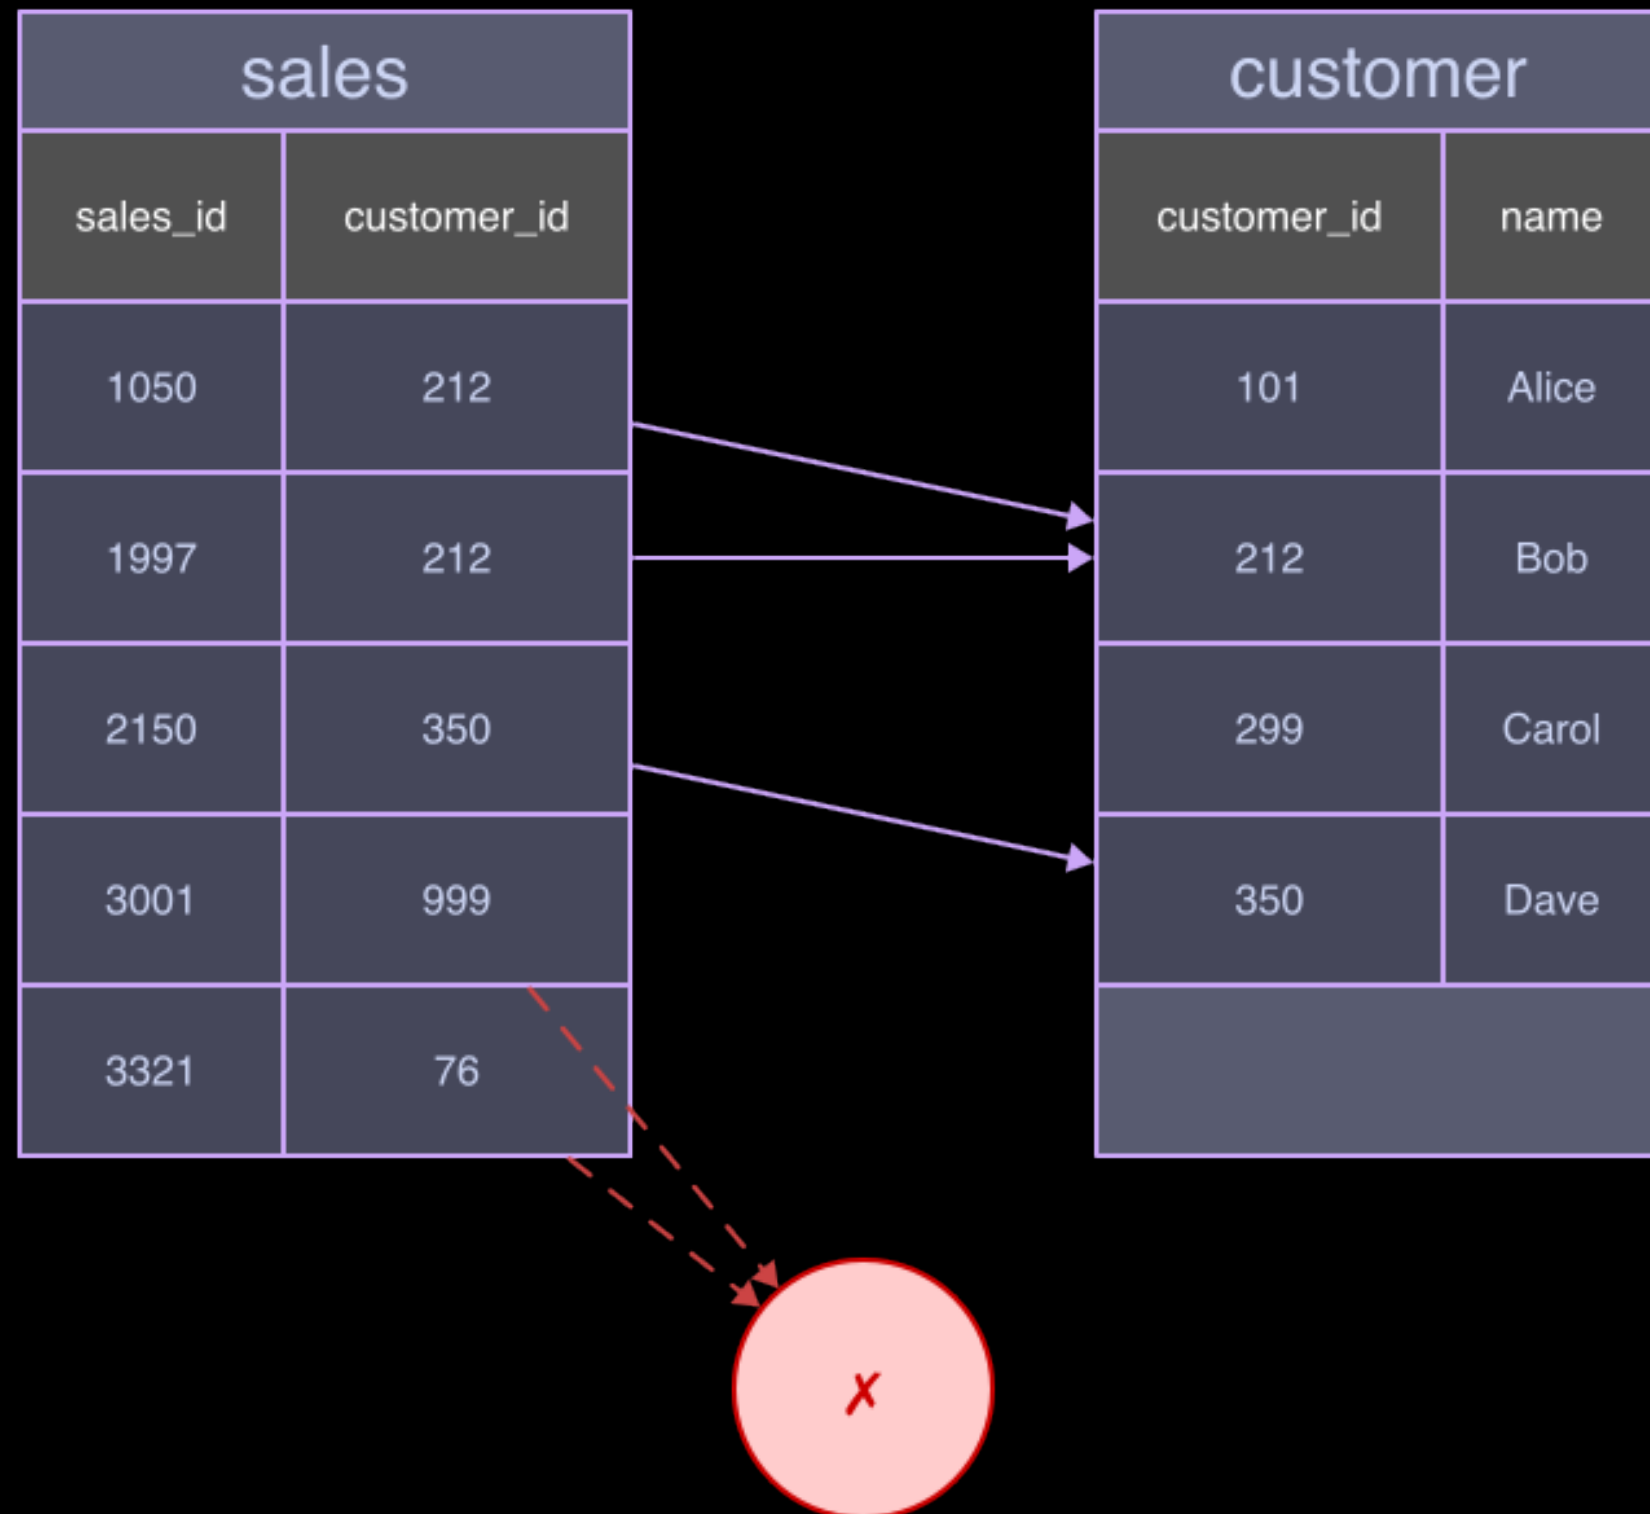 sales
sales_id customer_id
1050 212
1997 212
2150 350
3001 999
3321 76
customer
customer_id name
101 Alice
212 Bob
299 Carol
350 Dave
✗